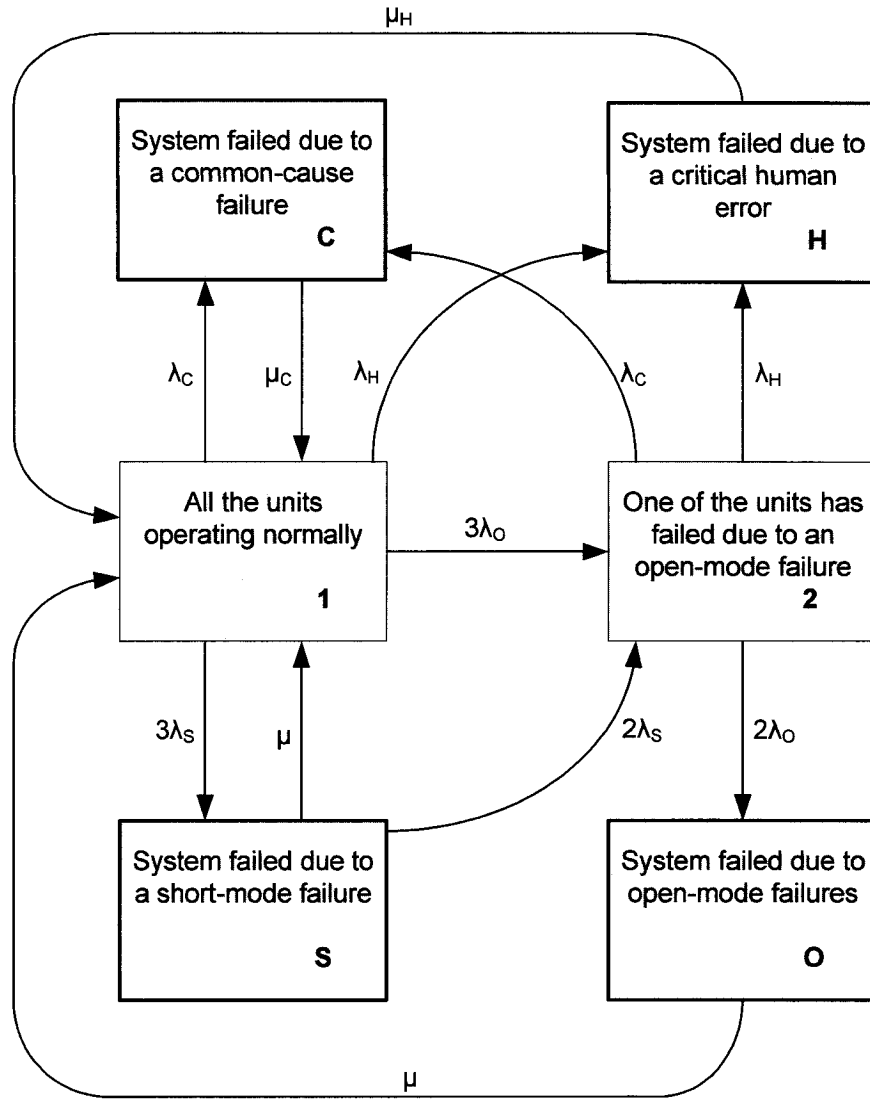 μH
System failed due to
a common-cause
failure
C
System failed due to
a critical human
error
H
λC
μC
λH
λC
λH
All the units
operating normally
1
3λO
One of the units has
failed due to an
open-mode failure
2
3λS
μ
2λS
2λO
System failed due to
a short-mode failure
S
System failed due to
open-mode failures
O
μ